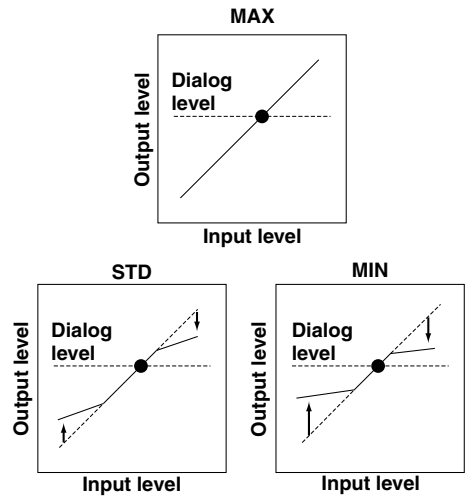 MAX
Output level
Dialog
level
Input level
STD
Output level
Dialog
level
Input level
MIN
Output level
Dialog
level
Input level